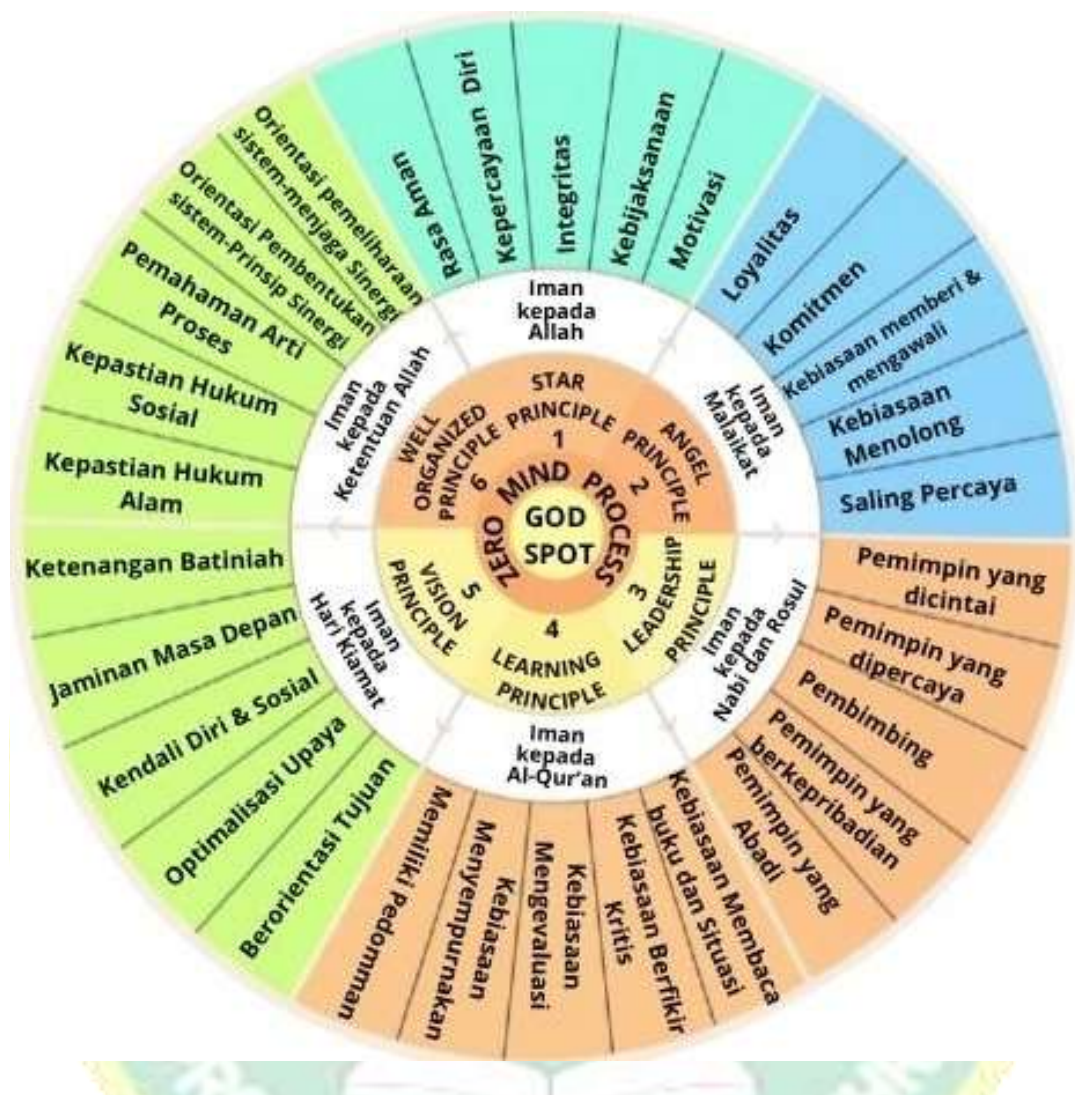 GOD
SPOT
ZERO MIND PROCESS
STAR
PRINCIPLE
1
ANGEL
PRINCIPLE
2
LEADERSHIP
PRINCIPLE
3
4
LEARNING
PRINCIPLE
5
VISION
PRINCIPLE
WELL
ORGANIZED
PRINCIPLE
6
Iman
kepada
Allah
Iman
kepada
Malaikat
Iman
kepada
Nabi dan Rosul
Iman
kepada
Al-Qur'an
Iman
kepada
Hari Kiamat
Iman
kepada
Ketentuan Allah
Rasa Aman
Kepercayaan Diri
Integritas
Kebijaksanaan
Motivasi
Loyalitas
Komitmen
Kebiasaan memberi &
mengawali
Kebiasaan
Menolong
Saling Percaya
Pemimpin yang
dicintai
Pemimpin yang
dipercaya
Pembimbing
Pemimpin yang
berkepribadian
Pemimpin yang
Abadi
Kebiasaan Membaca
buku dan Situasi
Kebiasaan Berfikir
Kritis
Kebiasaan
Mengevaluasi
Kebiasaan
Menyempurnakan
Memiliki Pedomman
Berorientasi Tujuan
Optimalisasi Upaya
Kendali Diri & Sosial
Jaminan Masa Depan
Ketenangan Batiniah
Kepastian Hukum
Alam
Kepastian Hukum
Sosial
Pemahaman Arti
Proses
Orientasi Pembentukan
sistem-Prinsip Sinergi
Orientasi pemeliharaan
sistem-menjaga Sinergi